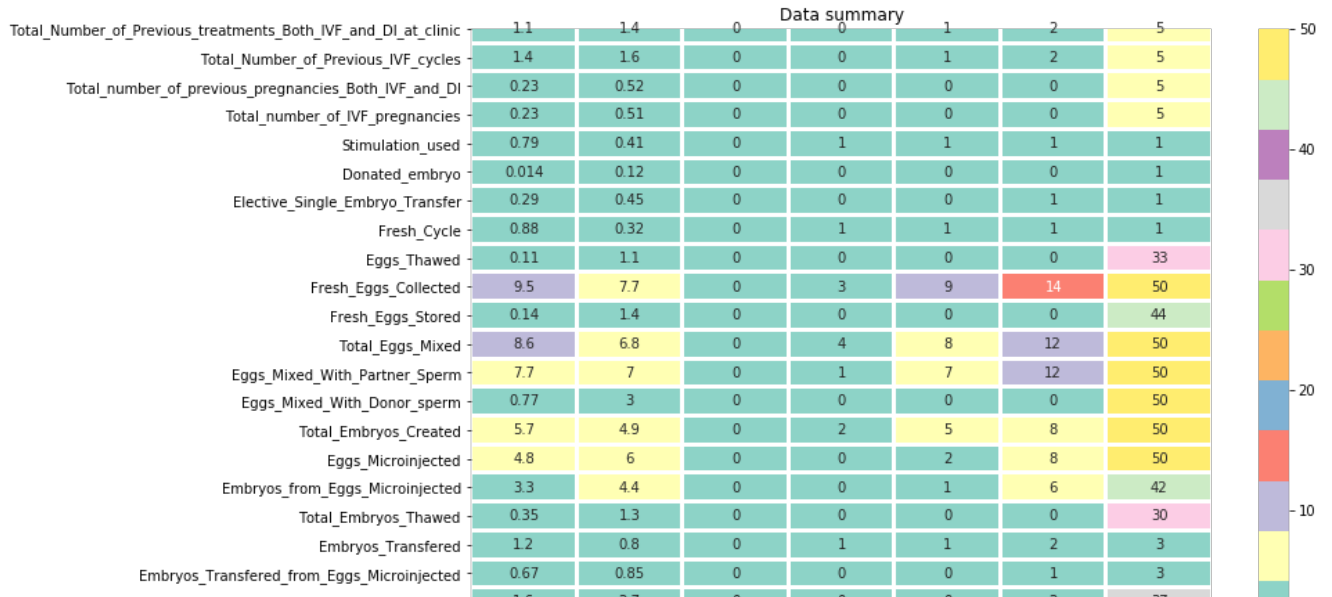 Data summary
Total_Number_of_Previous_treatments_Both_IVF_and_DI_at_clinic 1.1 1.4 0 0 1 2 5
Total_Number_of_Previous_IVF_cycles 1.4 1.6 0 0 1 2 5
Total_number_of_previous_pregnancies_Both_IVF_and_DI 0.23 0.52 0 0 0 0 5
Total_number_of_IVF_pregnancies 0.23 0.51 0 0 0 0 5
Stimulation_used 0.79 0.41 0 1 1 1 1
Donated_embryo 0.014 0.12 0 0 0 0 1
Elective_Single_Embryo_Transfer 0.29 0.45 0 0 0 1 1
Fresh_Cycle 0.88 0.32 0 1 1 1 1
Eggs_Thawed 0.11 1.1 0 0 0 0 33
Fresh_Eggs_Collected 9.5 7.7 0 3 9 14 50
Fresh_Eggs_Stored 0.14 1.4 0 0 0 0 44
Total_Eggs_Mixed 8.6 6.8 0 4 8 12 50
Eggs_Mixed_With_Partner_Sperm 7.7 7 0 1 7 12 50
Eggs_Mixed_With_Donor_sperm 0.77 3 0 0 0 0 50
Total_Embryos_Created 5.7 4.9 0 2 5 8 50
Eggs_Microinjected 4.8 6 0 0 2 8 50
Embryos_from_Eggs_Microinjected 3.3 4.4 0 0 1 6 42
Total_Embryos_Thawed 0.35 1.3 0 0 0 0 30
Embryos_Transfered 1.2 0.8 0 1 1 2 3
Embryos_Transfered_from_Eggs_Microinjected 0.67 0.85 0 0 0 1 3
50
40
30
20
10